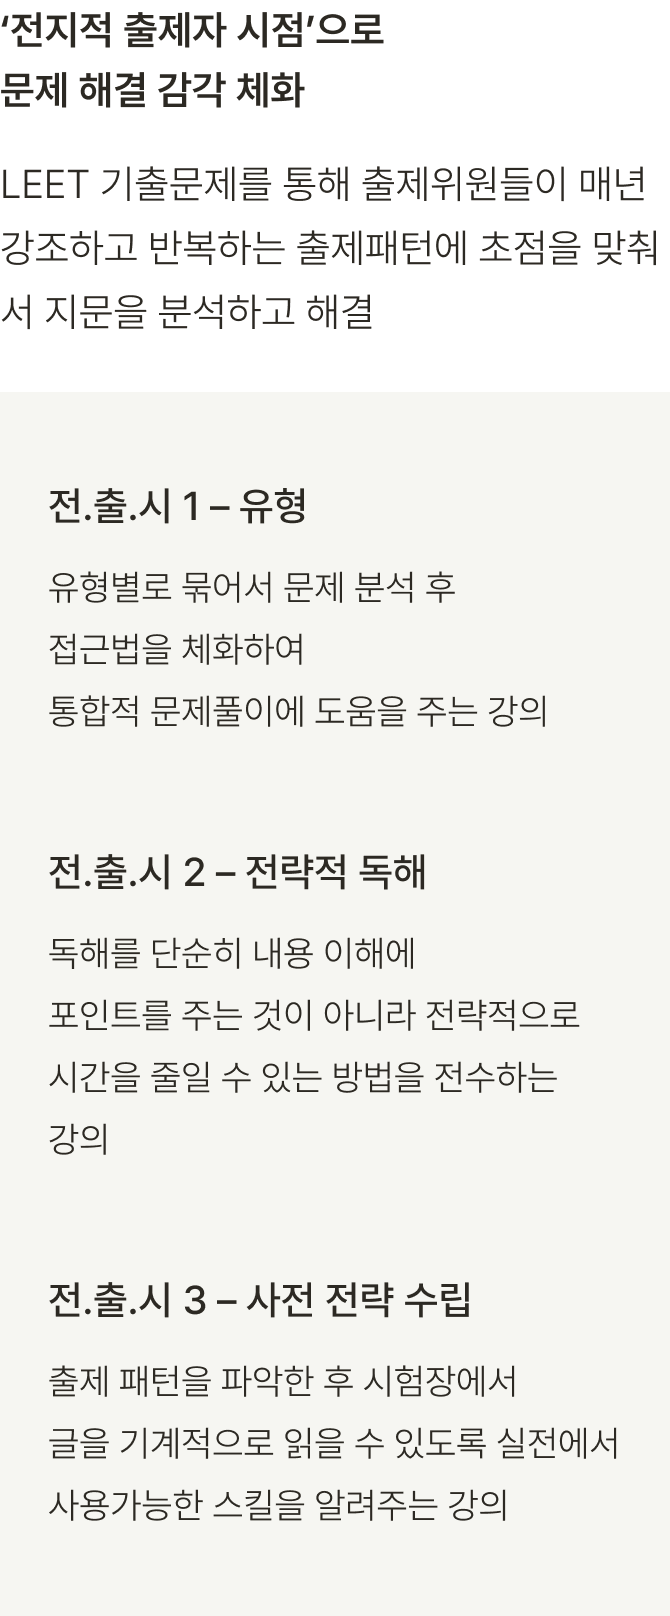 ‘전지적 출제자 시점’으로
문제 해결 감각 체화
LEET 기출문제를 통해 출제위원들이 매년
강조하고 반복하는 출제패턴에 초점을 맞춰
서 지문을 분석하고 해결
전.출.시 1 – 유형
유형별로 묶어서 문제 분석 후
접근법을 체화하여
통합적 문제풀이에 도움을 주는 강의
전.출.시 2 – 전략적 독해
독해를 단순히 내용 이해에
포인트를 주는 것이 아니라 전략적으로
시간을 줄일 수 있는 방법을 전수하는
강의
전.출.시 3 – 사전 전략 수립
출제 패턴을 파악한 후 시험장에서
글을 기계적으로 읽을 수 있도록 실전에서
사용가능한 스킬을 알려주는 강의